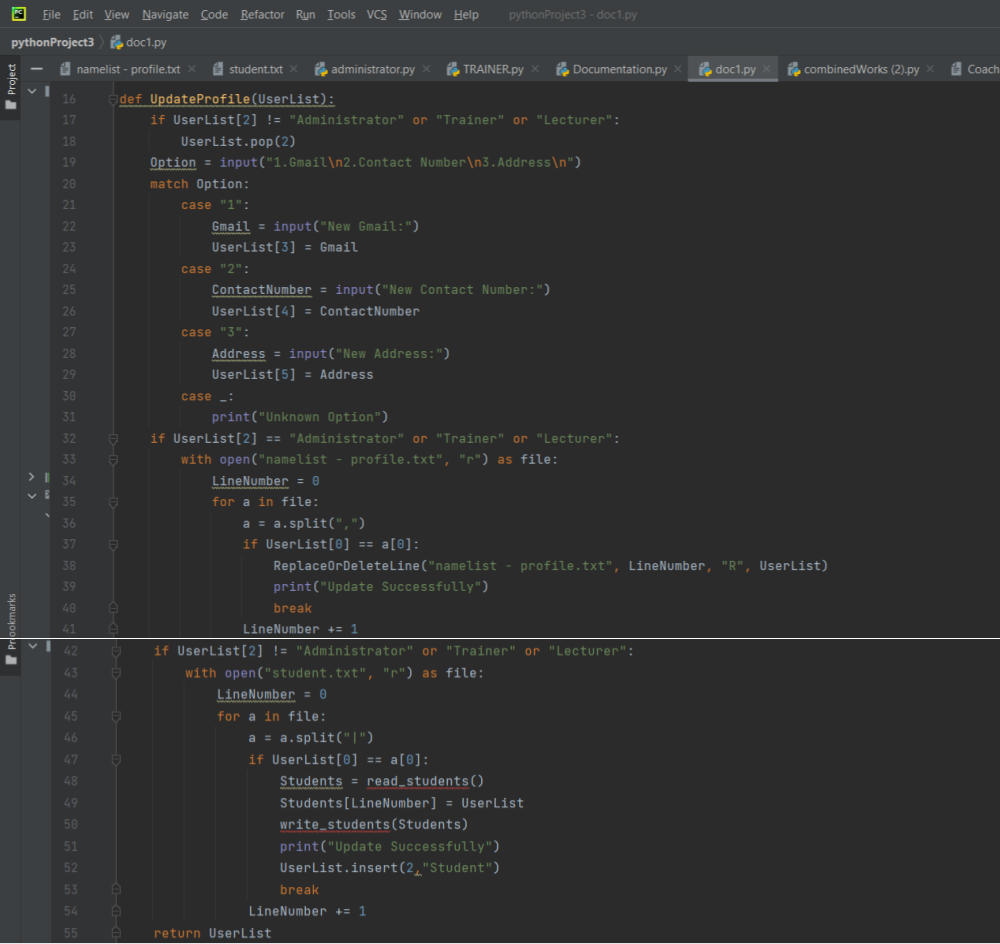 File Edit View Navigate Code Refactor Run Tools VCS Window Help pythonProject3 - doc1.py
pythonProject3 doc1.py
Project
namelist - profile.txt student.txt administrator.py TRAINER.py Documentation.py doc1.py combinedWorks (2).py Coach
16 def UpdateProfile(UserList):
17 if UserList[2] != "Administrator" or "Trainer" or "Lecturer":
18 UserList.pop(2)
19 Option = input("1.Gmail\n2.Contact Number\n3.Address\n")
20 match Option:
21 case "1":
22 Gmail = input("New Gmail:")
23 UserList[3] = Gmail
24 case "2":
25 ContactNumber = input("New Contact Number:")
26 UserList[4] = ContactNumber
27 case "3":
28 Address = input("New Address:")
29 UserList[5] = Address
30 case _:
31 print("Unknown Option")
32 if UserList[2] == "Administrator" or "Trainer" or "Lecturer":
33 with open("namelist - profile.txt", "r") as file:
34 LineNumber = 0
35 for a in file:
36 a = a.split(",")
37 if UserList[0] == a[0]:
38 ReplaceOrDeleteLine("namelist - profile.txt", LineNumber, "R", UserList)
39 print("Update Successfully")
40 break
41 LineNumber += 1
42 if UserList[2] != "Administrator" or "Trainer" or "Lecturer":
43 with open("student.txt", "r") as file:
44 LineNumber = 0
45 for a in file:
46 a = a.split("|")
47 if UserList[0] == a[0]:
48 Students = read_students()
49 Students[LineNumber] = UserList
50 write_students(Students)
51 print("Update Successfully")
52 UserList.insert(2,"Student")
53 break
54 LineNumber += 1
55 return UserList